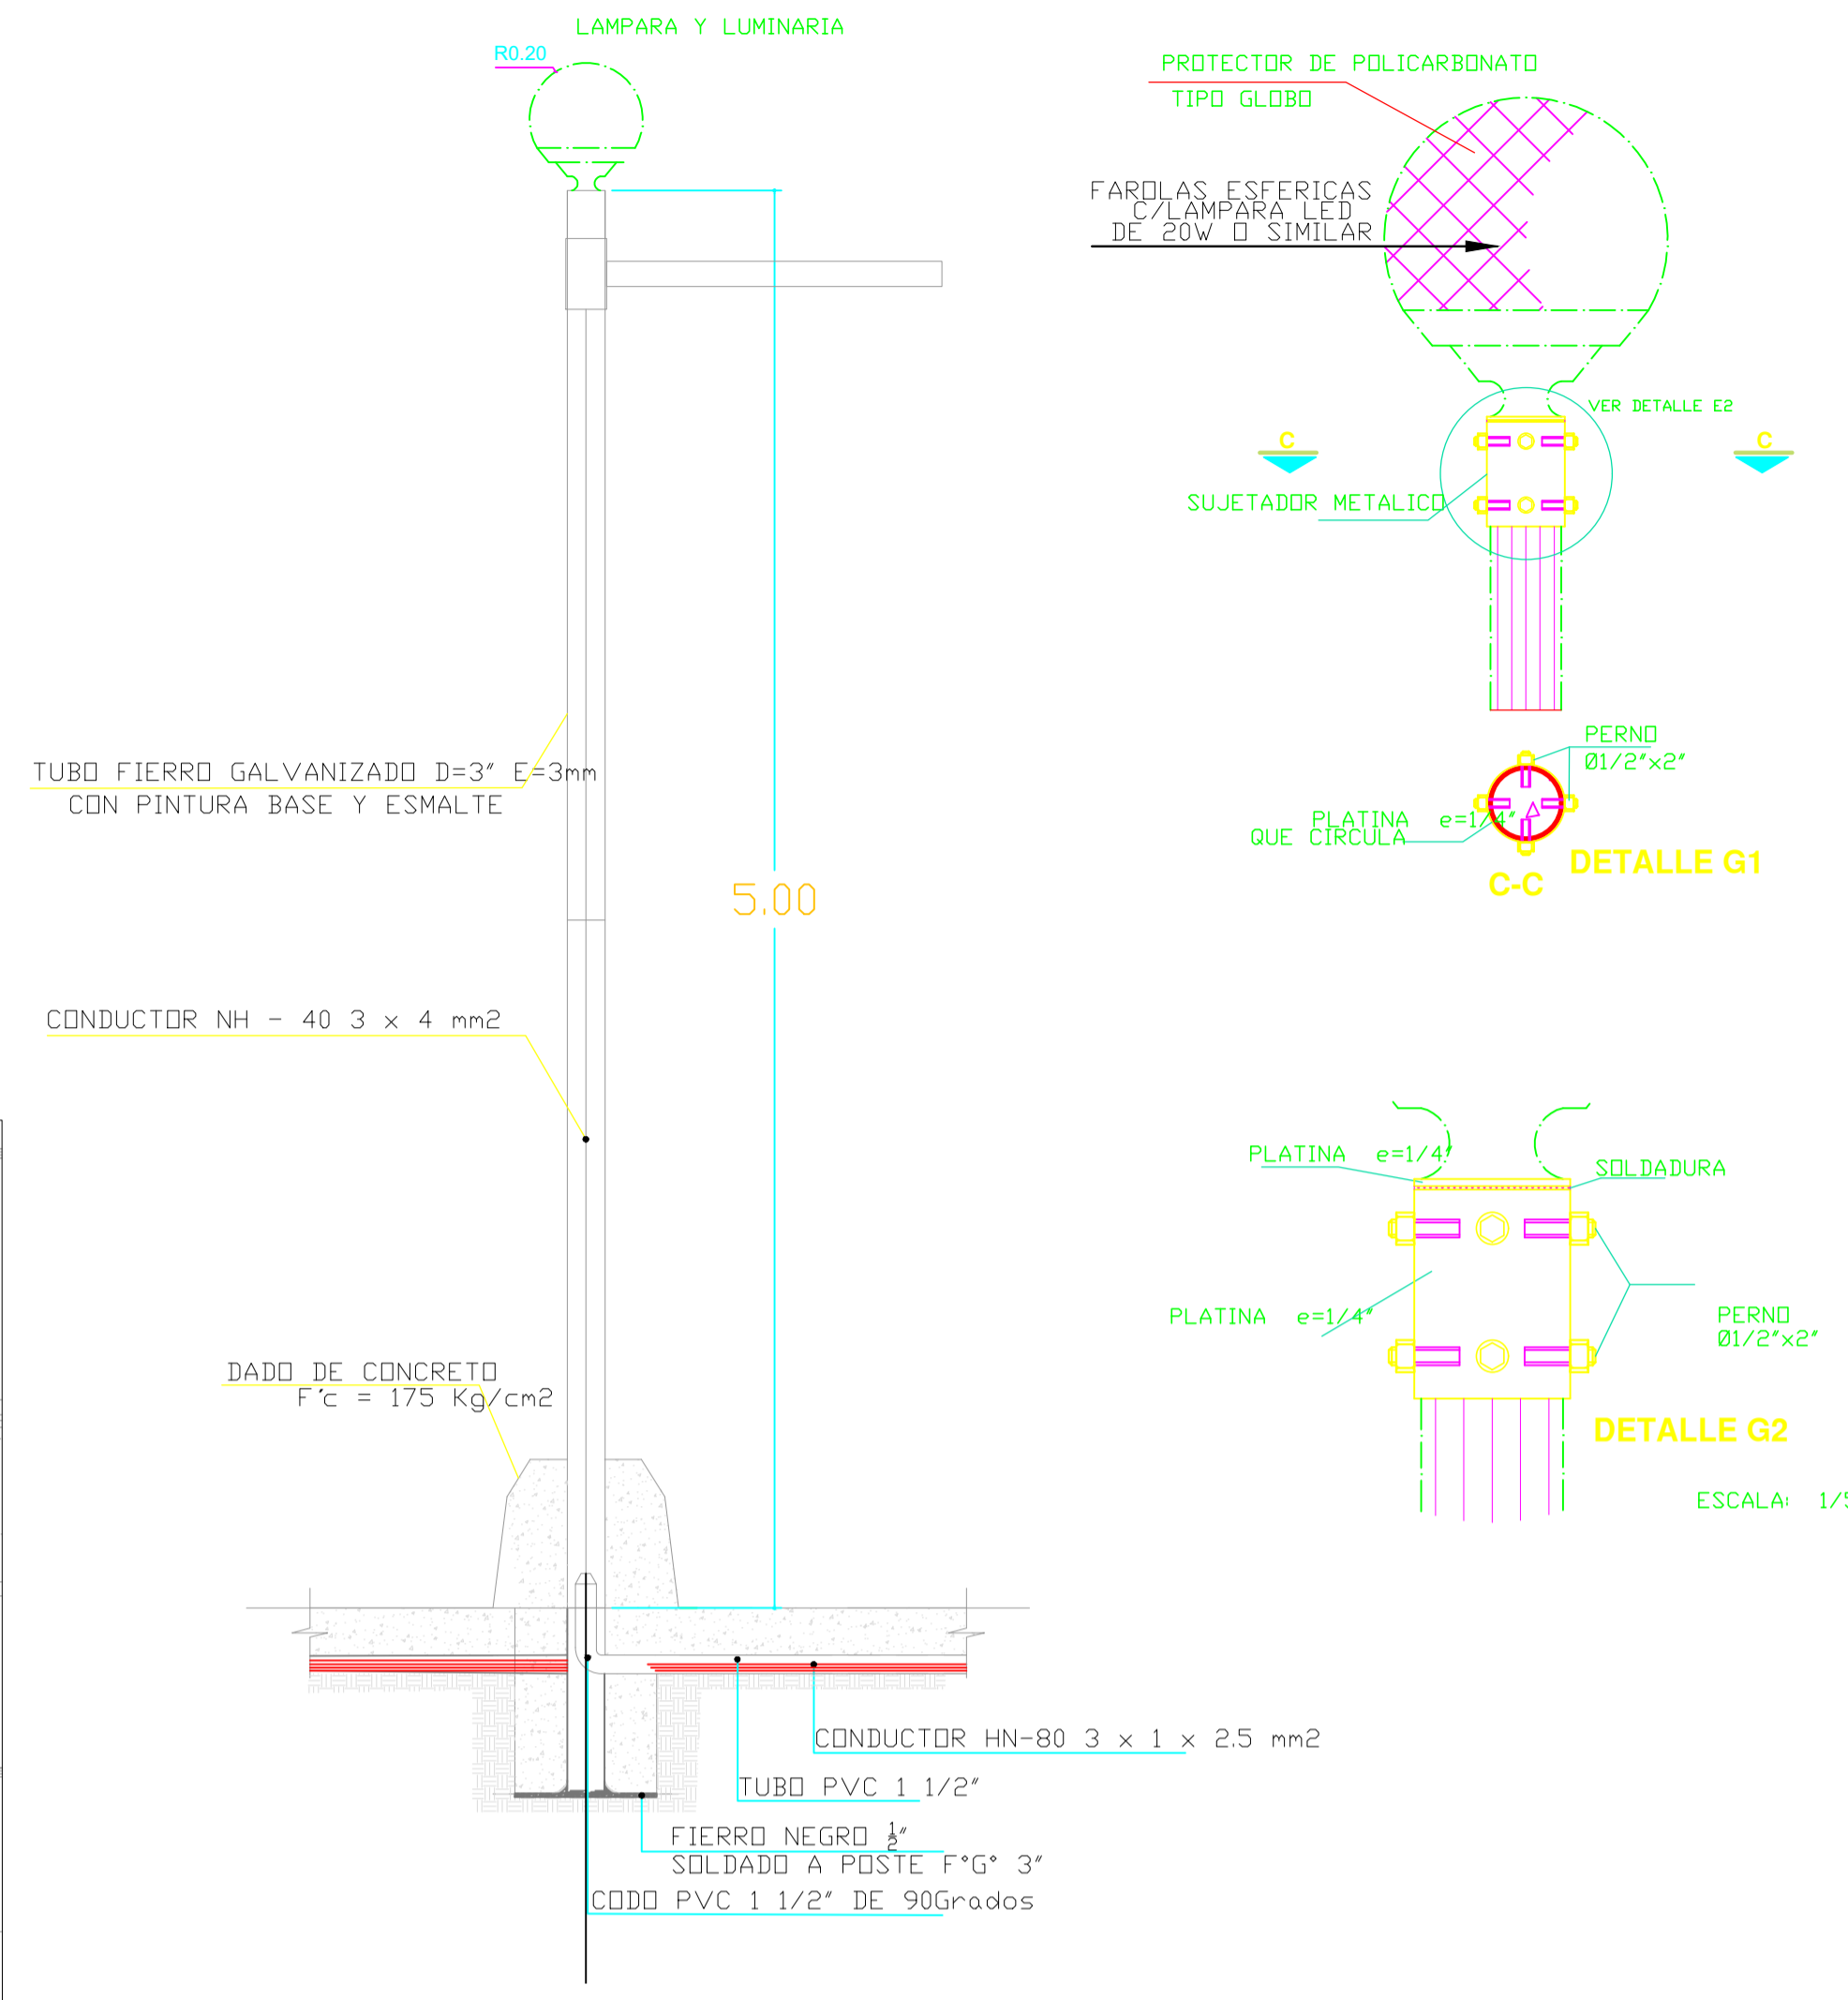 LAMPARA Y LUMINARIA
R0.20
PROTECTOR DE POLICARBONATO
TIPO GLOBO
FAROLAS ESFERICAS
C/LAMPARA LED
DE 20W O SIMILAR
VER DETALLE E2
C
C
SUJETADOR METALICO
TUBO FIERRO GALVANIZADO D=3" E=3mm
CON PINTURA BASE Y ESMALTE
PERNO
Ø1/2"x2"
PLATINA e=1/4"
QUE CIRCULA
DETALLE G1
C-C
5.00
CONDUCTOR NH - 40 3 x 4 mm2
PLATINA e=1/4"
SOLDADURA
PLATINA e=1/4"
PERNO
Ø1/2"x2"
DADO DE CONCRETO
F'c = 175 Kg/cm2
DETALLE G2
ESCALA: 1/5
CONDUCTOR HN-80 3 x 1 x 2.5 mm2
TUBO PVC 1 1/2"
FIERRO NEGRO ½"
SOLDADO A POSTE F°G° 3"
CODO PVC 1 1/2" DE 90Grados